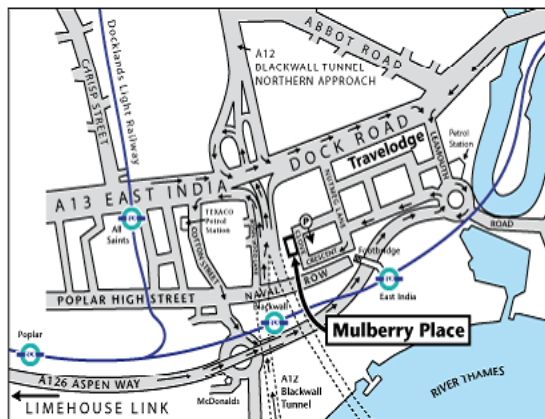 ABBOT ROAD
A12
BLACKWALL TUNNEL
NORTHERN APPROACH
Docklands Light Railway
CHRISP STREET
A13 EAST INDIA DOCK ROAD
Travelodge
Petrol
Station
LEAMOUTH
ROAD
NUTMEG LANE
TEXACO
Petrol
Station
COTTON STREET
All
Saints
P
CLOVE
CRESCENT
Footbridge
POPLAR HIGH STREET
NAVAL ROW
Blackwall
East India
Poplar
Mulberry Place
A126 ASPEN WAY
McDonalds
A12
Blackwall
Tunnel
LIMEHOUSE LINK
RIVER THAMES